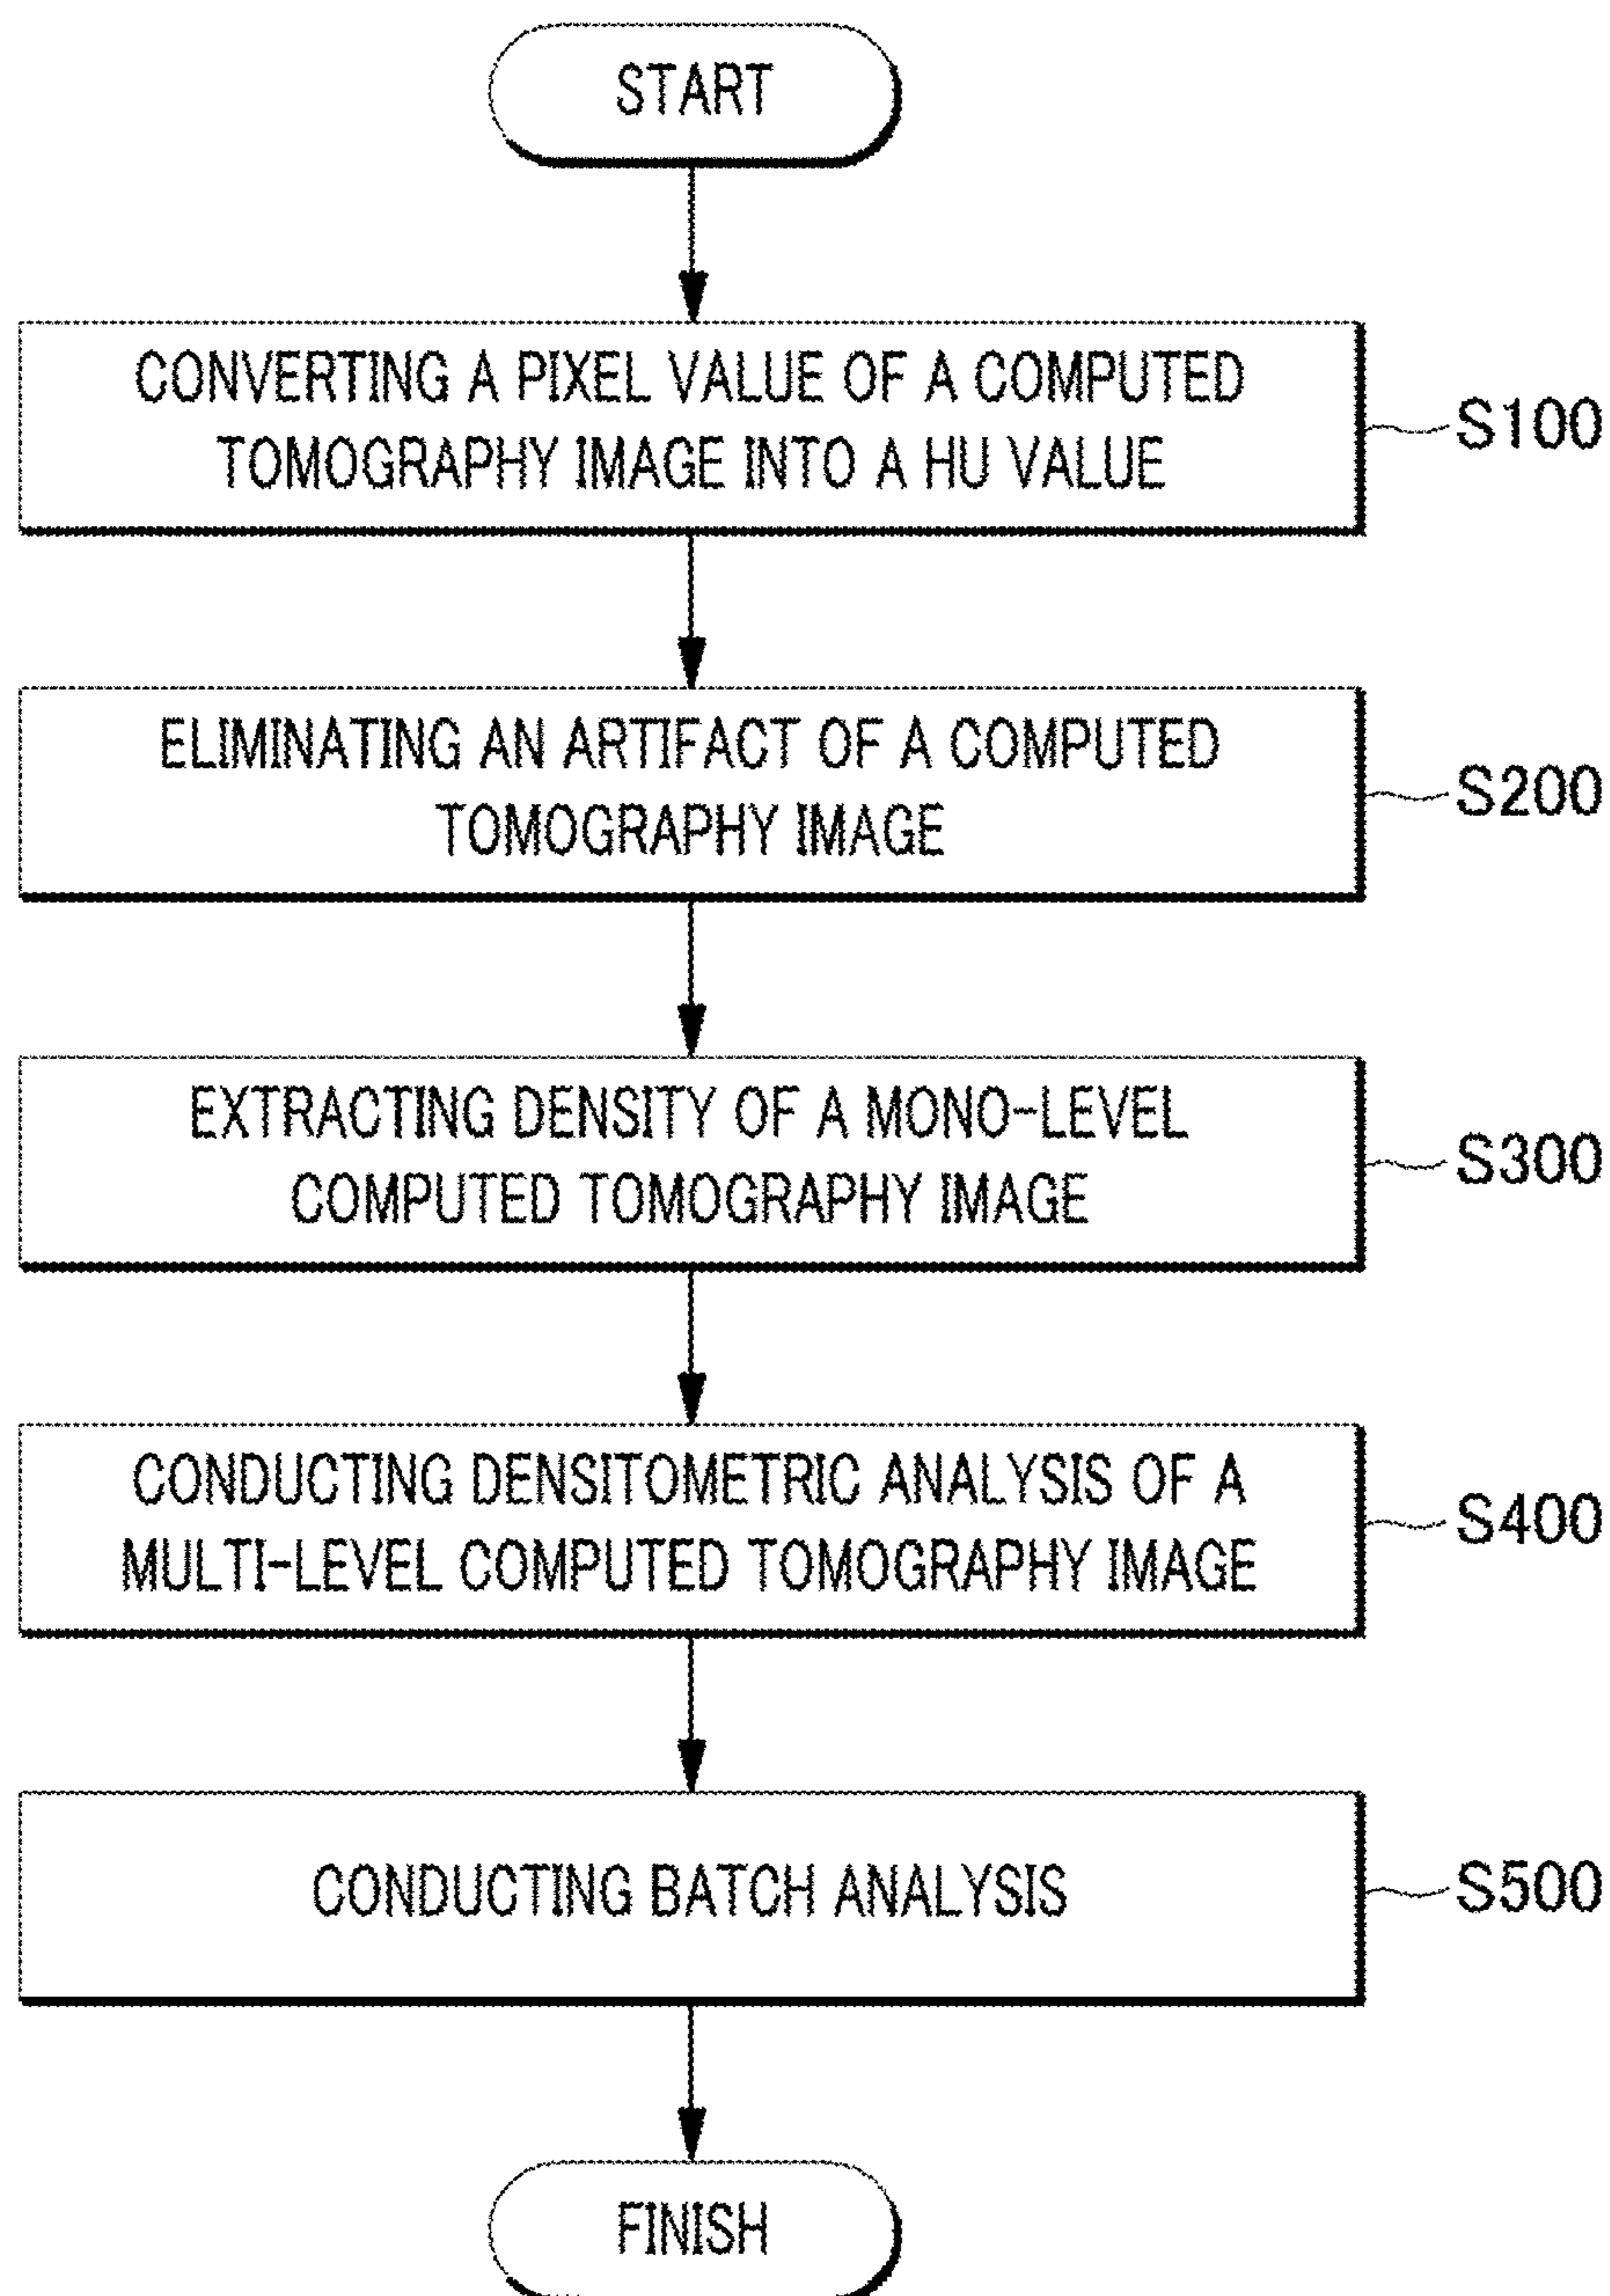 START
CONVERTING A PIXEL VALUE OF A COMPUTED
TOMOGRAPHY IMAGE INTO A HU VALUE
S100
ELIMINATING AN ARTIFACT OF A COMPUTED
TOMOGRAPHY IMAGE
S200
EXTRACTING DENSITY OF A MONO-LEVEL
COMPUTED TOMOGRAPHY IMAGE
S300
CONDUCTING DENSITOMETRIC ANALYSIS OF A
MULTI-LEVEL COMPUTED TOMOGRAPHY IMAGE
S400
CONDUCTING BATCH ANALYSIS
S500
FINISH